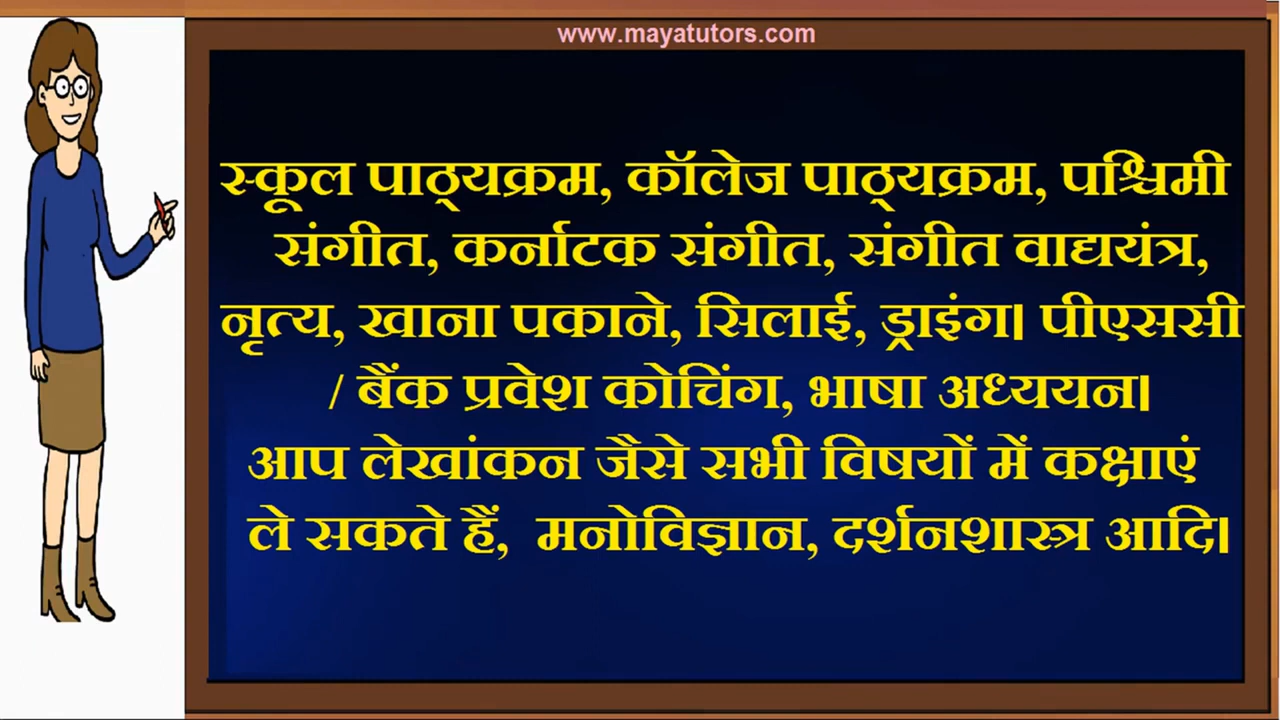 www.mayatutors.com
स्कूल पाठ्यक्रम, कॉलेज पाठ्यक्रम, पश्चिमी
संगीत, कर्नाटक संगीत, संगीत वाद्ययंत्र,
नृत्य, खाना पकाने, सिलाई, ड्राइंग। पीएससी
/ बैंक प्रवेश कोचिंग, भाषा अध्ययन।
आप लेखांकन जैसे सभी विषयों में कक्षाएं
ले सकते हैं, मनोविज्ञान, दर्शनशास्त्र आदि।